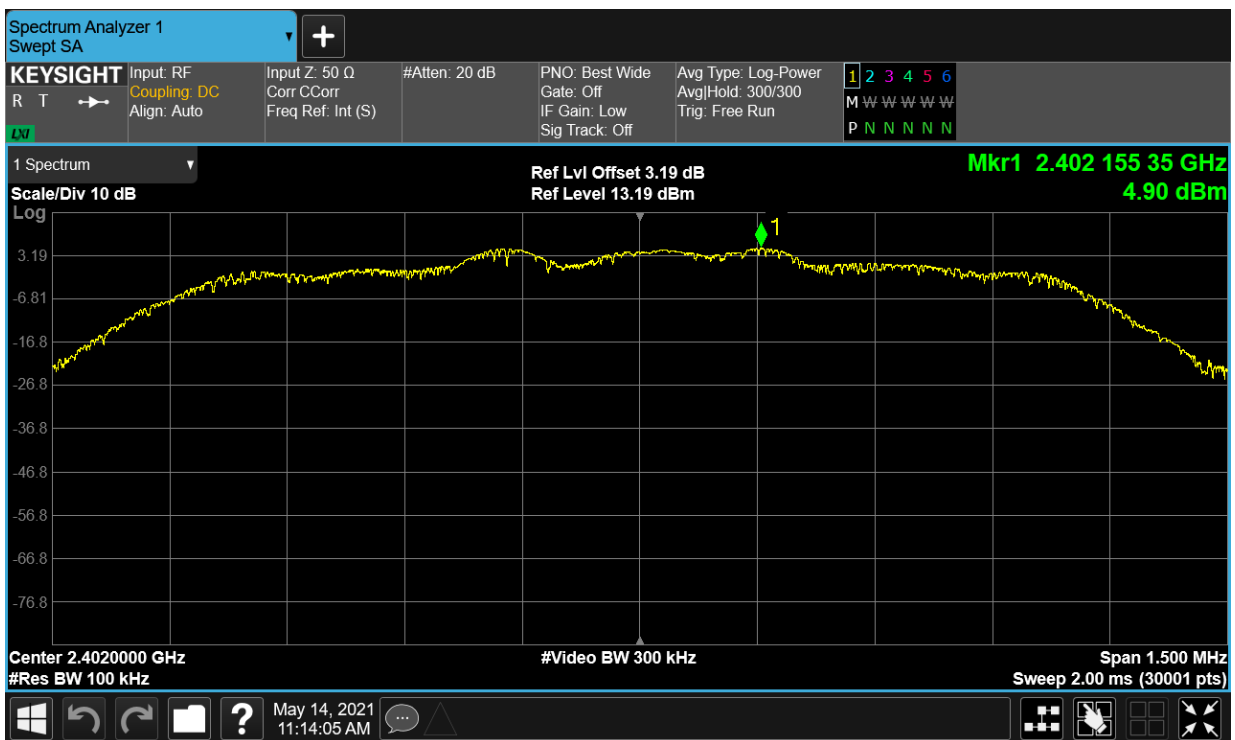 Spectrum Analyzer 1
Swept SA
KEYSIGHT
R T
LXI
Input: RF
Coupling: DC
Align: Auto
Input Z: 50 Ω
Corr CCorr
Freq Ref: Int (S)
#Atten: 20 dB
PNO: Best Wide
Gate: Off
IF Gain: Low
Sig Track: Off
Avg Type: Log-Power
Avg|Hold: 300/300
Trig: Free Run
1 2 3 4 5 6
M W W W W W
P N N N N N
1 Spectrum
Scale/Div 10 dB
Ref Lvl Offset 3.19 dB
Ref Level 13.19 dBm
Mkr1 2.402 155 35 GHz
4.90 dBm
Log
1
3.19
-6.81
-16.8
-26.8
-36.8
-46.8
-56.8
-66.8
-76.8
Center 2.4020000 GHz
#Video BW 300 kHz
Span 1.500 MHz
#Res BW 100 kHz
Sweep 2.00 ms (30001 pts)
?
May 14, 2021
11:14:05 AM